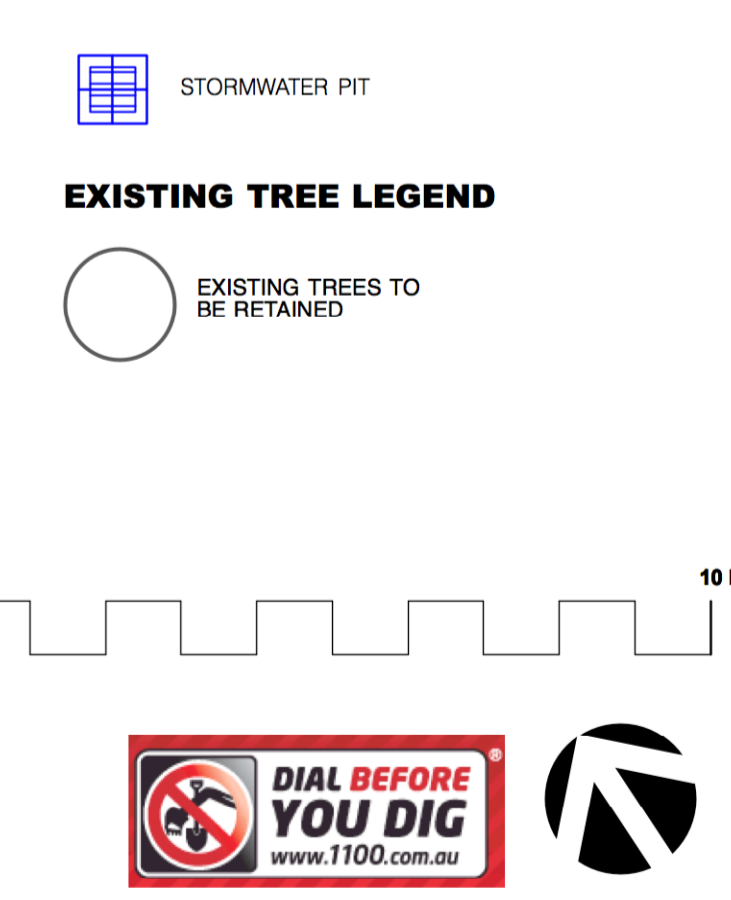 STORMWATER PIT
EXISTING TREE LEGEND
EXISTING TREES TO
BE RETAINED
10
DIAL BEFORE
YOU DIG
www.1100.com.au
®